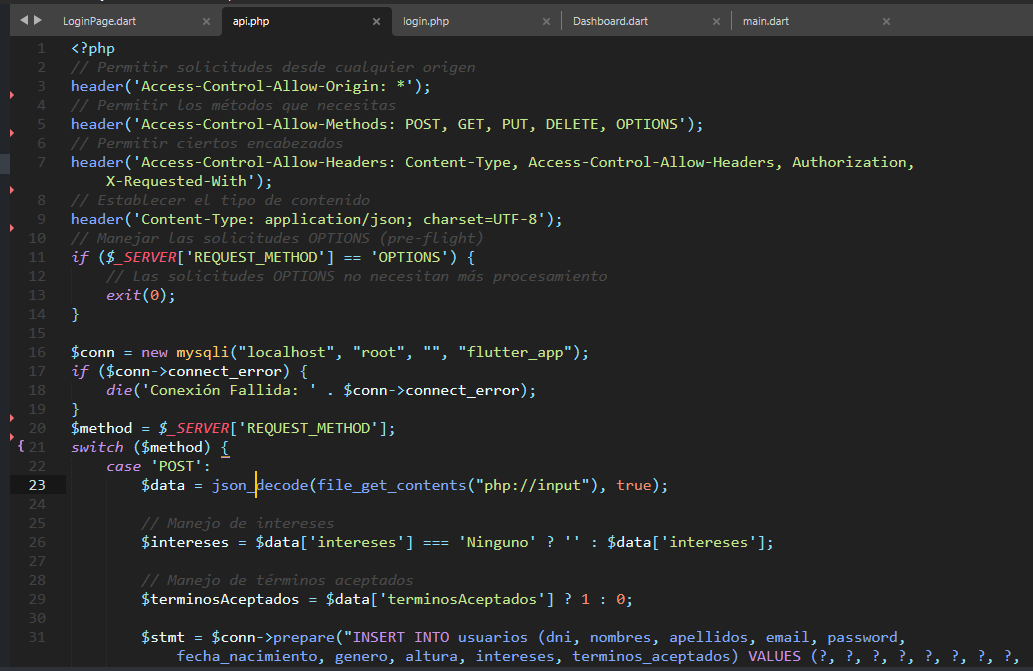 LoginPage.dart × api.php × login.php × Dashboard.dart × main.dart ×
1 <?php
2 // Permitir solicitudes desde cualquier origen
3 header('Access-Control-Allow-Origin: *');
4 // Permitir los métodos que necesitas
5 header('Access-Control-Allow-Methods: POST, GET, PUT, DELETE, OPTIONS');
6 // Permitir ciertos encabezados
7 header('Access-Control-Allow-Headers: Content-Type, Access-Control-Allow-Headers, Authorization,
X-Requested-With');
8 // Establecer el tipo de contenido
9 header('Content-Type: application/json; charset=UTF-8');
10 // Manejar las solicitudes OPTIONS (pre-flight)
11 if ($_SERVER['REQUEST_METHOD'] == 'OPTIONS') {
12 // Las solicitudes OPTIONS no necesitan más procesamiento
13 exit(0);
14 }
15
16 $conn = new mysqli("localhost", "root", "", "flutter_app");
17 if ($conn->connect_error) {
18 die('Conexión Fallida: ' . $conn->connect_error);
19 }
20 $method = $_SERVER['REQUEST_METHOD'];
{ 21 switch ($method) {
22 case 'POST':
23 $data = json_decode(file_get_contents("php://input"), true);
24
25 // Manejo de intereses
26 $intereses = $data['intereses'] === 'Ninguno' ? '' : $data['intereses'];
27
28 // Manejo de términos aceptados
29 $terminosAceptados = $data['terminosAceptados'] ? 1 : 0;
30
31 $stmt = $conn->prepare("INSERT INTO usuarios (dni, nombres, apellidos, email, password,
fecha_nacimiento, genero, altura, intereses, terminos_aceptados) VALUES (?, ?, ?, ?, ?, ?, ?, ?,